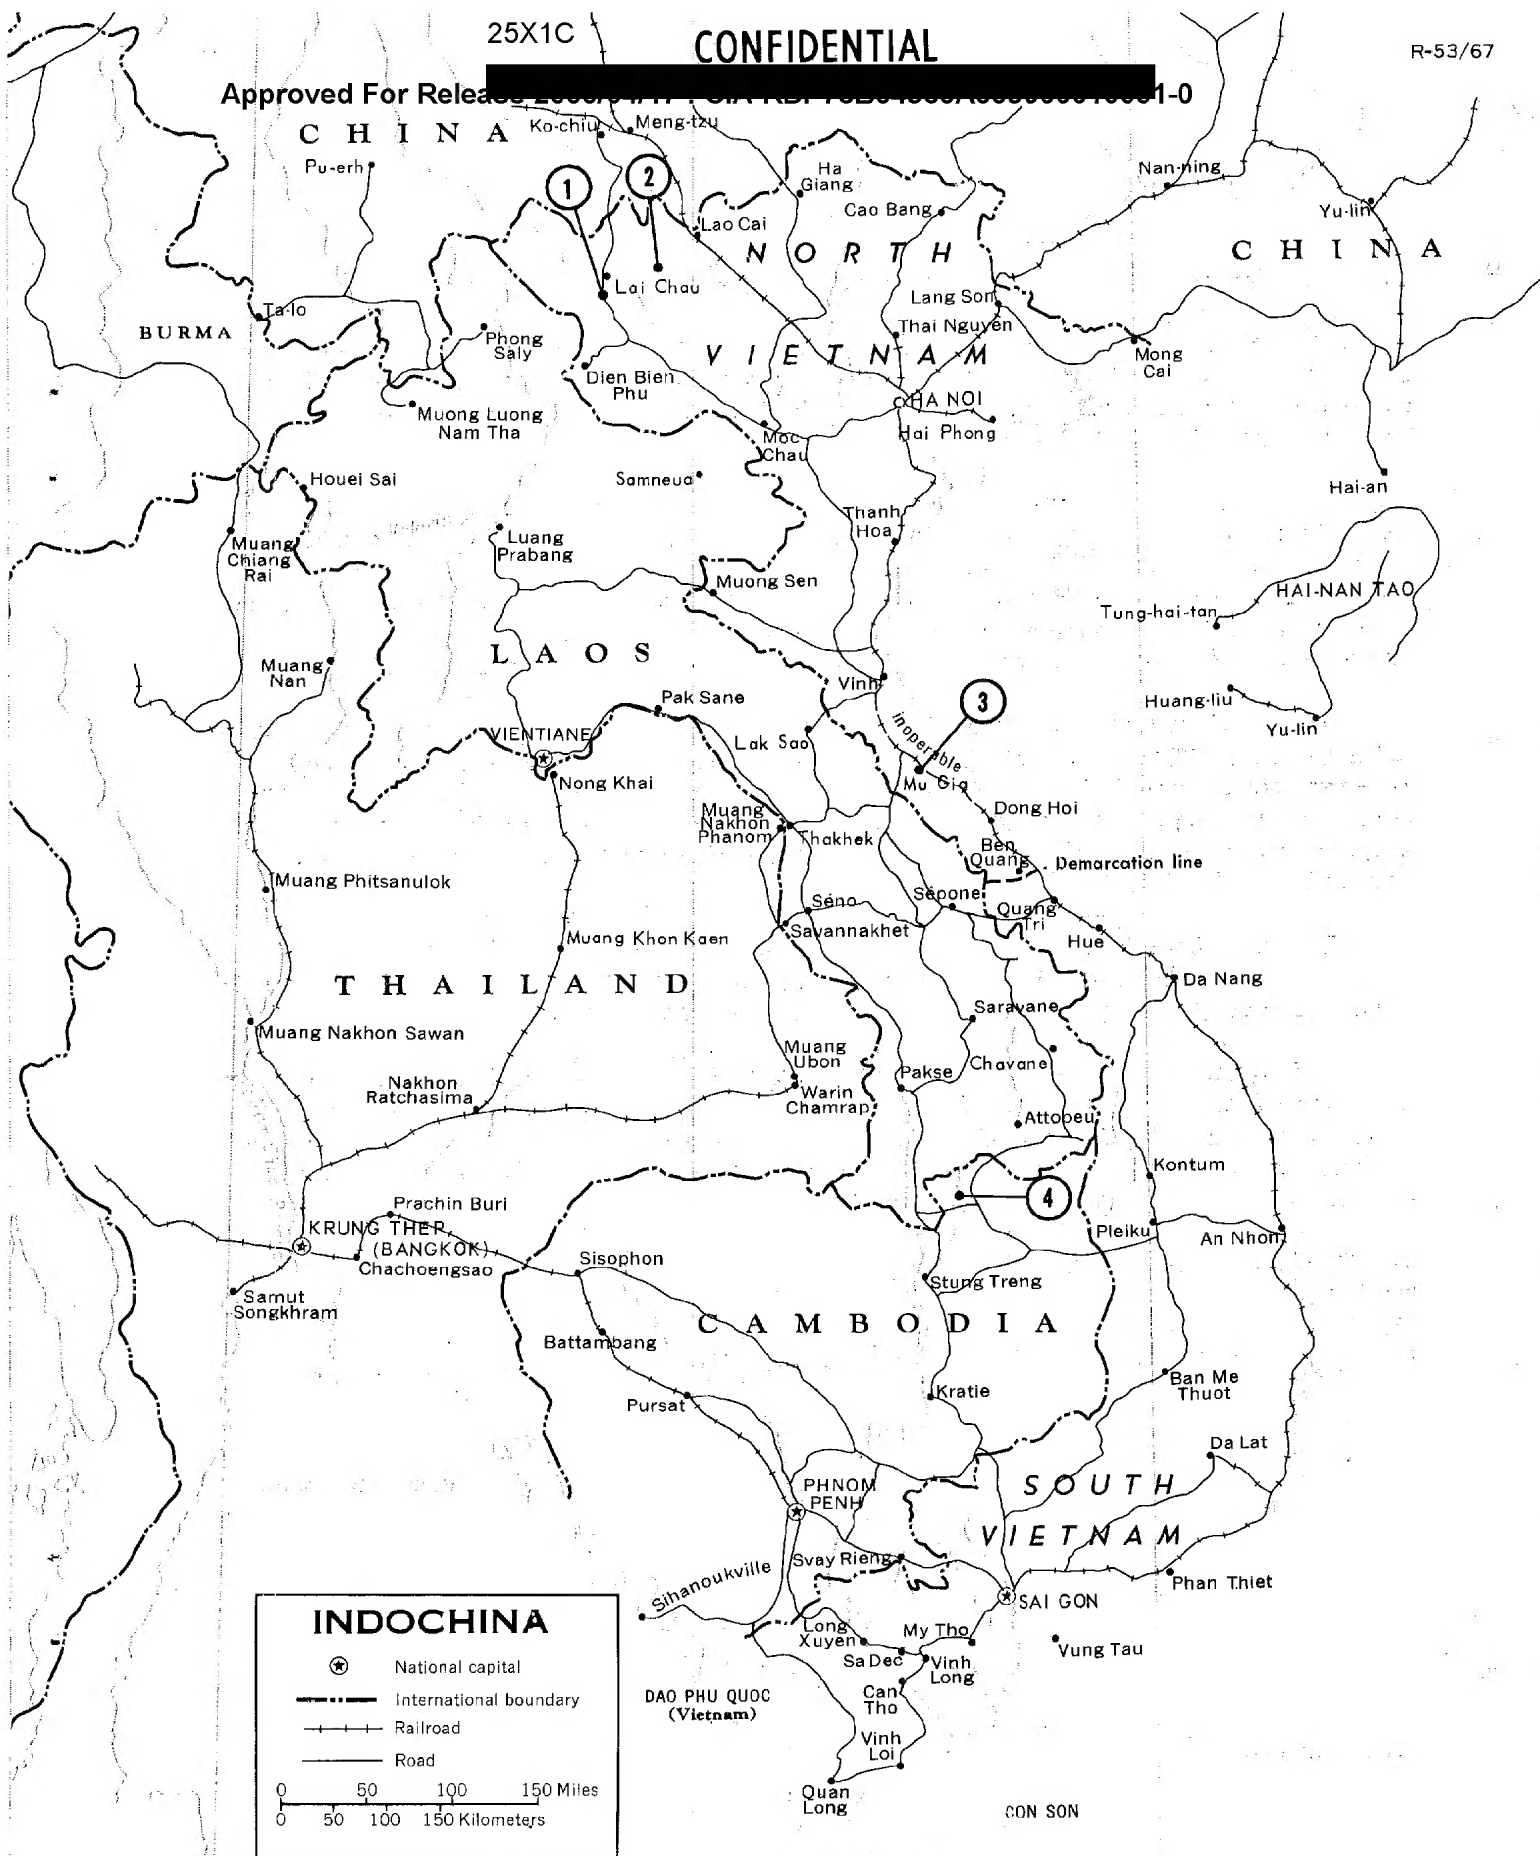 25X1C
CONFIDENTIAL
R-53/67
Approved For Release
1-0
CHINA
Ko-chiu
Meng-tzu
Pu-erh
1
2
Ha
Giang
Nan-ning
Cao Bang
Yu-lin
Lao Cai
NORTH
CHINA
Lai Chau
Lang Son
Ta-lo
BURMA
Thai Nguyen
Phong
Saly
VIETNAM
Mong
Cai
Dien Bien
Phu
HA NOI
Muong Luong
Nam Tha
Hai Phong
Moc
Chau
Houei Sai
Samneua
Hai-an
Thanh
Hoa
Muang
Chiang
Rai
Luang
Prabang
Muong Sen
HAI-NAN TAO
Tung-hai-tan
LAOS
Muang
Nan
Vinh
3
Pak Sane
Huang-liu
Yu-lin
inoperable
VIENTIANE
Lak Sao
Nong Khai
Mu Gia
Muang
Nakhon
Phanom
Dong Hoi
Thakhek
Ben
Quang
Demarcation line
Muang Phitsanulok
Séno
Sépone
Quang
Tri
Savannakhet
Muang Khon Kaen
Hue
THAILAND
Da Nang
Saravane
Muang Nakhon Sawan
Muang
Ubon
Chavane
Pakse
Nakhon
Ratchasima
Warin
Chamrap
Attopeu
Kontum
4
Prachin Buri
KRUNG THEP
(BANGKOK)
Pleiku
An Nhon
Chachoengsao
Sisophon
Stung Treng
Samut
Songkhram
CAMBODIA
Battambang
Ban Me
Thuot
Kratie
Pursat
Da Lat
PHNOM
PENH
SOUTH
VIETNAM
Svay Rieng
Sihanoukville
Phan Thiet
SAI GON
Long
Xuyen
My Tho
Vung Tau
Sa Dec
Vinh
Long
Can
Tho
DAO PHU QUOC
(Vietnam)
Vinh
Loi
Quan
Long
CON SON
INDOCHINA
National capital
International boundary
Railroad
Road
0 50 100 150 Miles
0 50 100 150 Kilometers